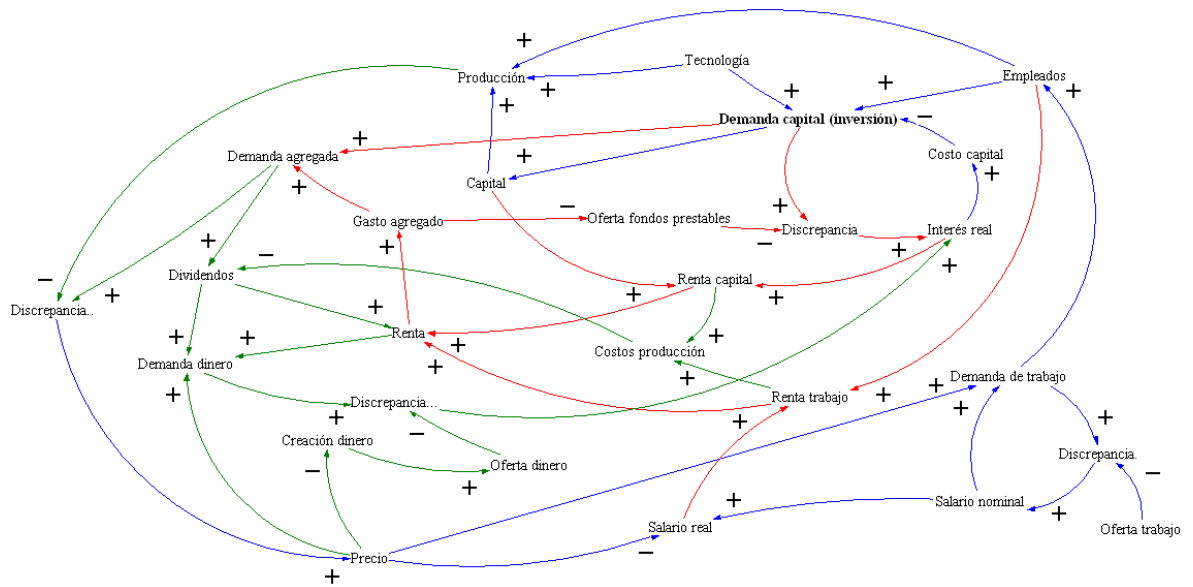 Tecnología
Producción
Empleados
Demanda capital (inversión)
Demanda agregada
Costo capital
Capital
Gasto agregado
Oferta fondos prestables
Discrepancia
Interés real
Dividendos
Renta capital
Discrepancia..
Renta
Costos producción
Demanda dinero
Demanda de trabajo
Discrepancia...
Renta trabajo
Creación dinero
Oferta dinero
Discrepancia.
Salario nominal
Salario real
Oferta trabajo
Precio